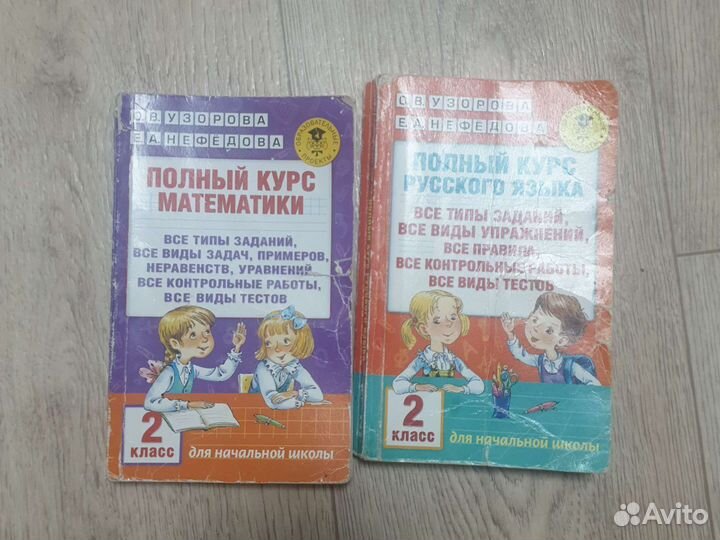 О.В. УЗОРОВА
Е.А. НЕФЕДОВА
ОБРАЗОВАТЕЛЬНЫЕ
ПРОЕКТЫ
ПОЛНЫЙ КУРС
МАТЕМАТИКИ
ВСЕ ТИПЫ ЗАДАНИЙ,
ВСЕ ВИДЫ ЗАДАЧ, ПРИМЕРОВ,
НЕРАВЕНСТВ, УРАВНЕНИЙ
ВСЕ КОНТРОЛЬНЫЕ РАБОТЫ,
ВСЕ ВИДЫ ТЕСТОВ
2
КЛАСС
для начальной школы
О.В. УЗОРОВА
Е.А. НЕФЕДОВА
ПОЛНЫЙ КУРС
РУССКОГО ЯЗЫКА
ВСЕ ТИПЫ ЗАДАНИЙ,
ВСЕ ВИДЫ УПРАЖНЕНИЙ,
ВСЕ ПРАВИЛА,
ВСЕ КОНТРОЛЬНЫЕ РАБОТЫ,
ВСЕ ВИДЫ ТЕСТОВ
2
КЛАСС
для начальной школы
Avito